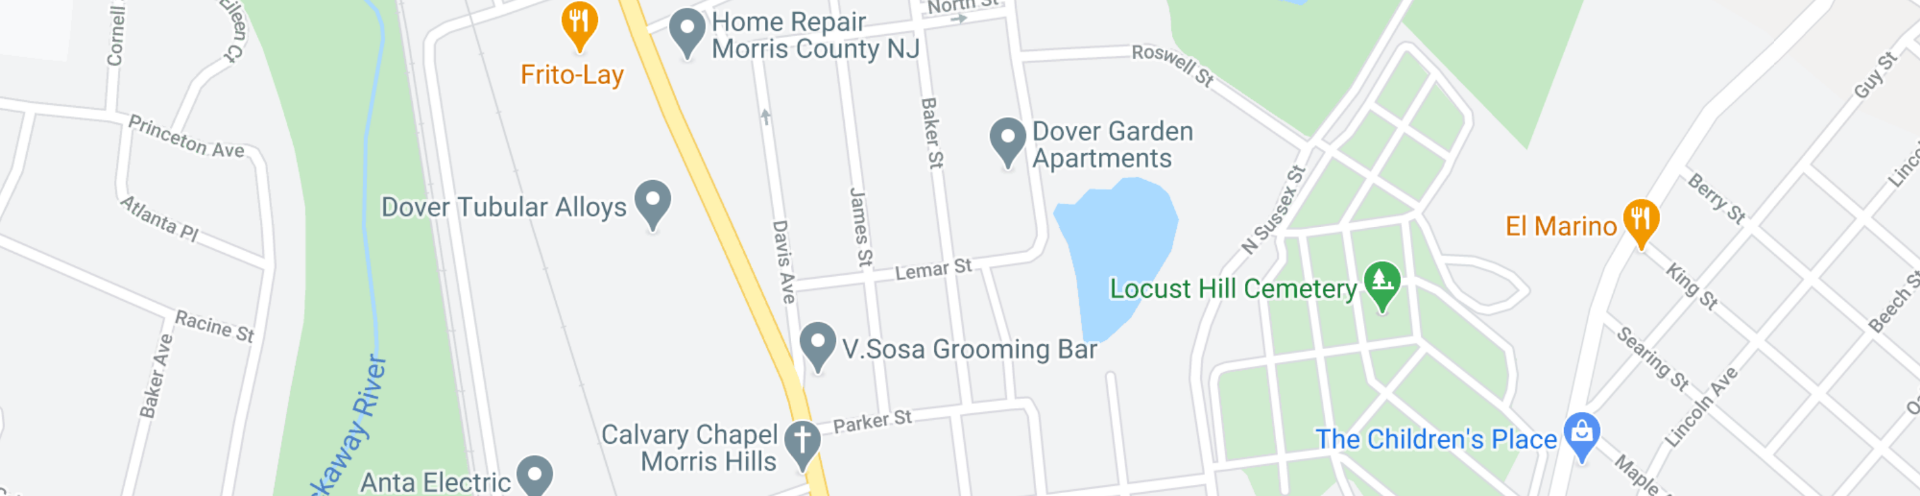 Cornell
Eileen Ct
Frito-Lay
Home Repair
Morris County NJ
North St
Roswell St
Guy St
Princeton Ave
Baker St
Dover Garden
Apartments
Atlanta Pl
Dover Tubular Alloys
Davis Ave
James St
Lemar St
N Sussex St
Locust Hill Cemetery
El Marino
Berry St
King St
Beech St
Racine St
Baker Ave
V.Sosa Grooming Bar
Searing St
Lincoln Ave
ckaway River
Calvary Chapel
Morris Hills
Parker St
The Children's Place
Maple
Anta Electric